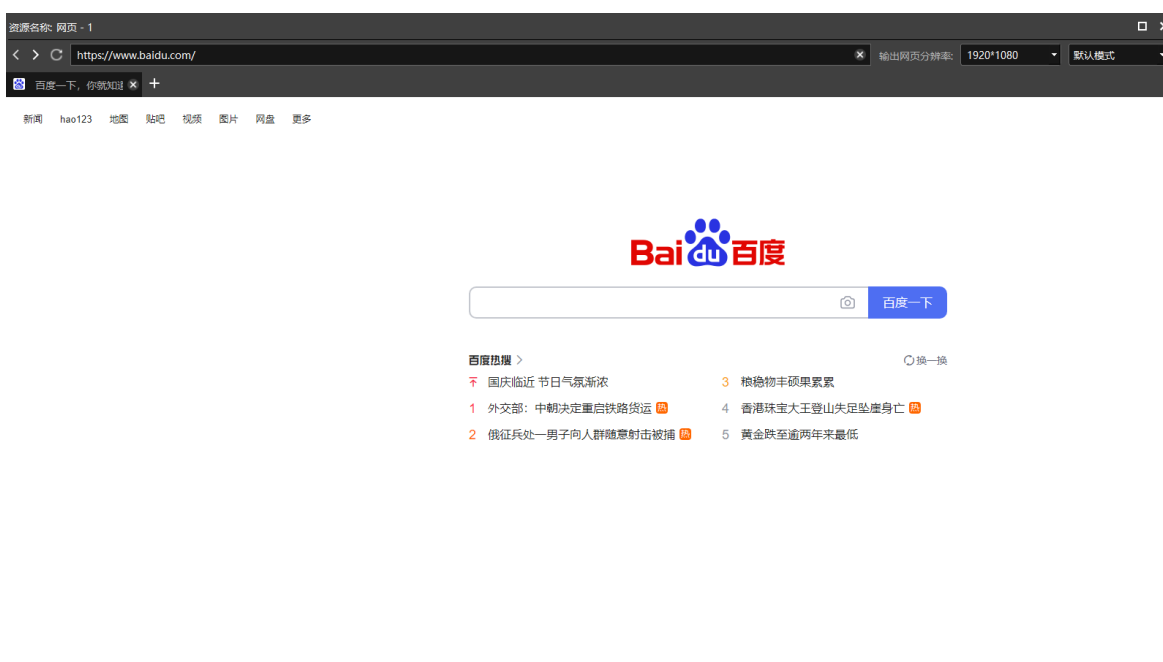 资源名称: 网页 - 1
https://www.baidu.com/ 输出网页分辨率: 1920*1080 默认模式
百度一下，你就知道
新闻 hao123 地图 贴吧 视频 图片 网盘 更多
Bai du 百度
百度一下
百度热搜 换一换
国庆临近 节日气氛渐浓 3 粮稳物丰硕果累累
1 外交部：中朝决定重启铁路货运 热 4 香港珠宝大王登山失足坠崖身亡 热
2 俄征兵处一男子向人群随意射击被捕 热 5 黄金跌至逾两年来最低